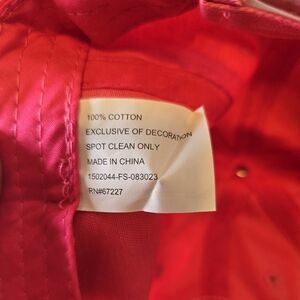 100% COTTON
EXCLUSIVE OF DECORATION
SPOT CLEAN ONLY
MADE IN CHINA
1502044-FS-083023
RN#67227